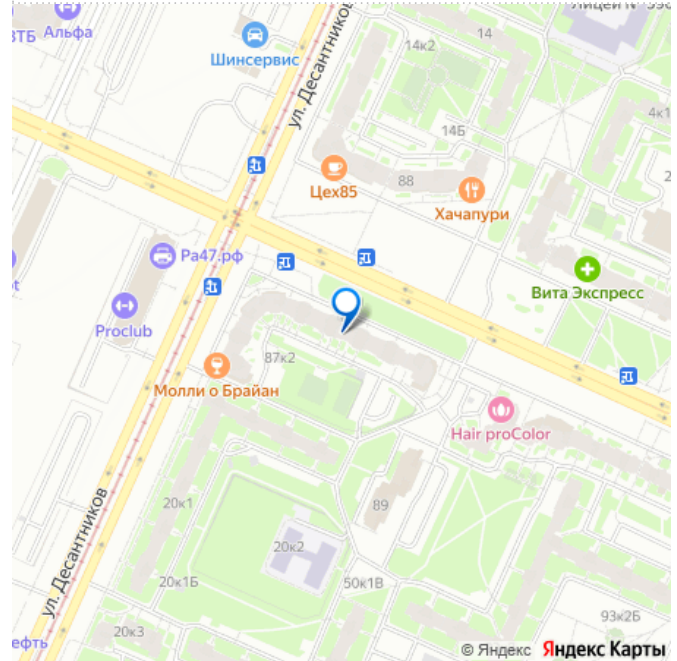 Альфа
ВТБ
Шинсервис
ул. Десантников
14к2
14
14Б
4к1
88
Цех85
Хачапури
Ра47.рф
Вита Экспресс
Proclub
87к2
Молли о Брайан
Hair proColor
ул. Десантников
20к1
89
20к2
20к1Б
50к1В
93к2Б
20к3
© Яндекс Яндекс Карты